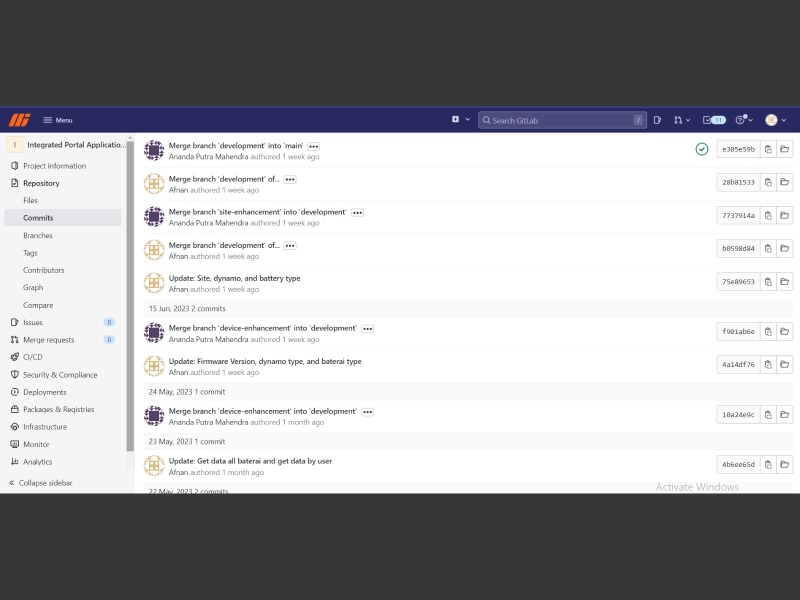 Menu
Search GitLab
/
11
I
Integrated Portal Applicatio...
Project information
Repository
Files
Commits
Branches
Tags
Contributors
Graph
Compare
Issues 0
Merge requests 0
CI/CD
Security & Compliance
Deployments
Packages & Registries
Infrastructure
Monitor
Analytics
Collapse sidebar
Merge branch 'development' into 'main'
Ananda Putra Mahendra authored 1 week ago
e385e59b
Merge branch 'development' of...
Afnan authored 1 week ago
28b81533
Merge branch 'site-enhancement' into 'development'
Ananda Putra Mahendra authored 1 week ago
7737914a
Merge branch 'development' of...
Afnan authored 1 week ago
b0598d84
Update: Site, dynamo, and battery type
Afnan authored 1 week ago
75e89653
15 Jun, 2023 2 commits
Merge branch 'device-enhancement' into 'development'
Ananda Putra Mahendra authored 1 week ago
f901ab6e
Update: Firmware Version, dynamo type, and baterai type
Afnan authored 1 week ago
4a14df76
24 May, 2023 1 commit
Merge branch 'device-enhancement' into 'development'
Ananda Putra Mahendra authored 1 month ago
10a24e9c
23 May, 2023 1 commit
Update: Get data all baterai and get data by user
Afnan authored 1 month ago
4b6ee65d
22 May, 2023 2 commits
Activate Windows